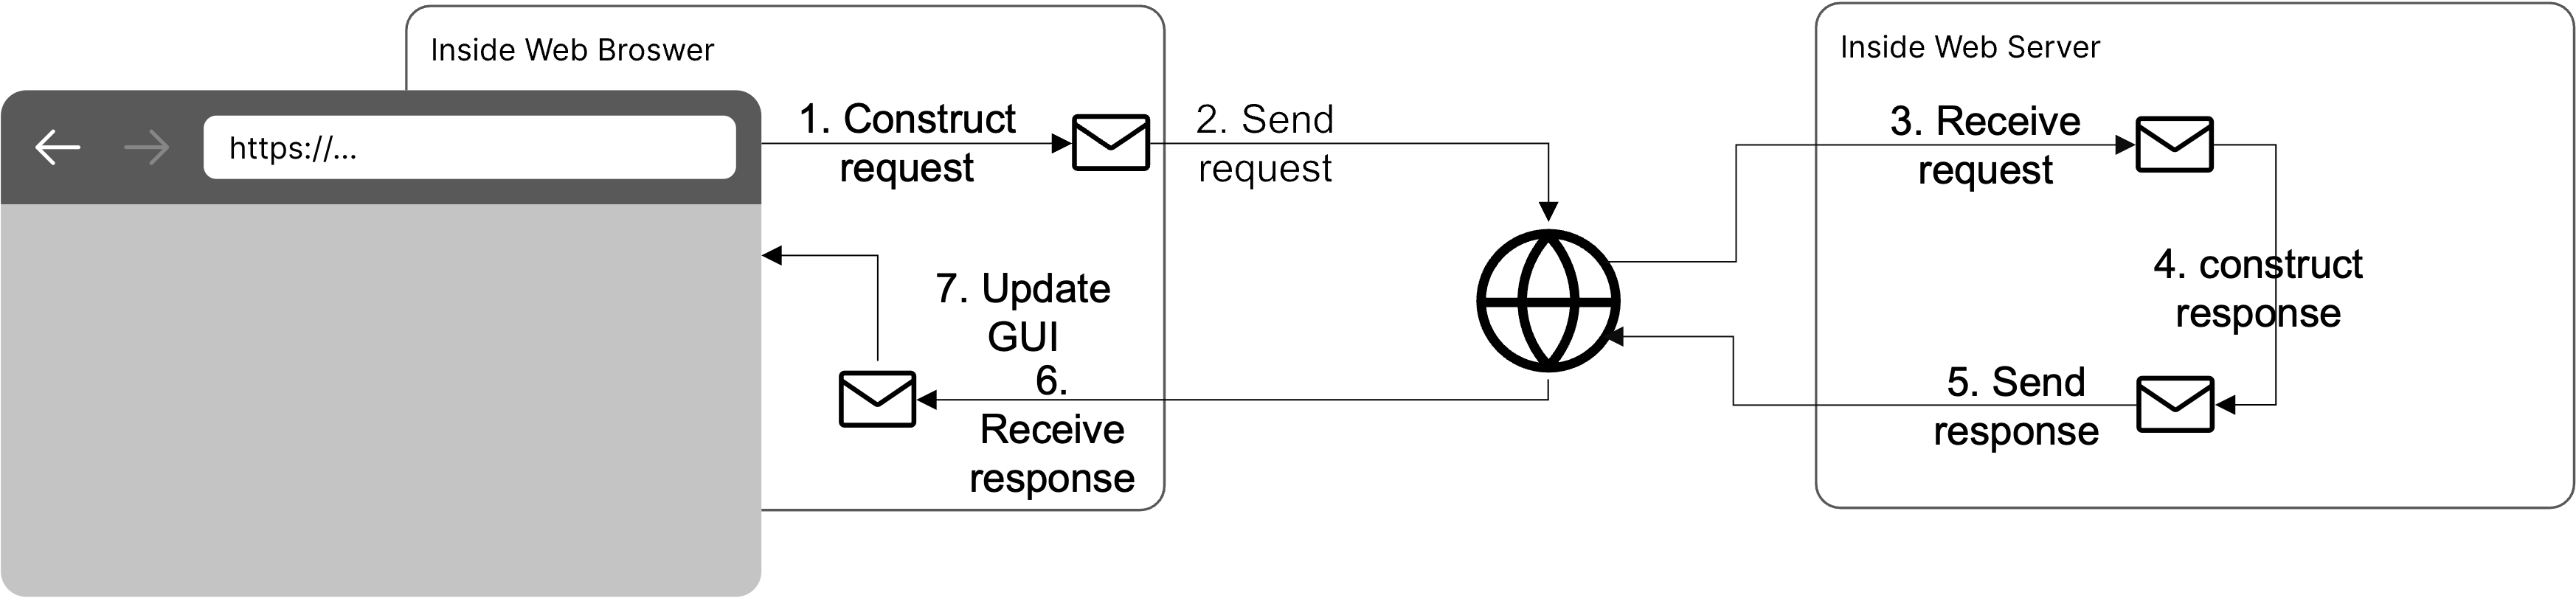 Inside Web Broswer
https://...
1. Construct
request
2. Send
request
7. Update
GUI
6.
Receive
response
Inside Web Server
3. Receive
request
4. construct
response
5. Send
response